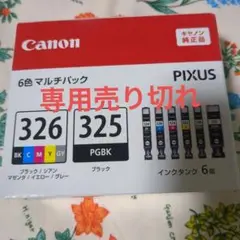 Canon
キヤノン
純正品
6色 マルチパック
PIXUS
専用売り切れ
326
325
BK C M Y GY
PGBK
ブラック / シアン
マゼンタ / イエロー / グレー
ブラック
インクタンク 6個